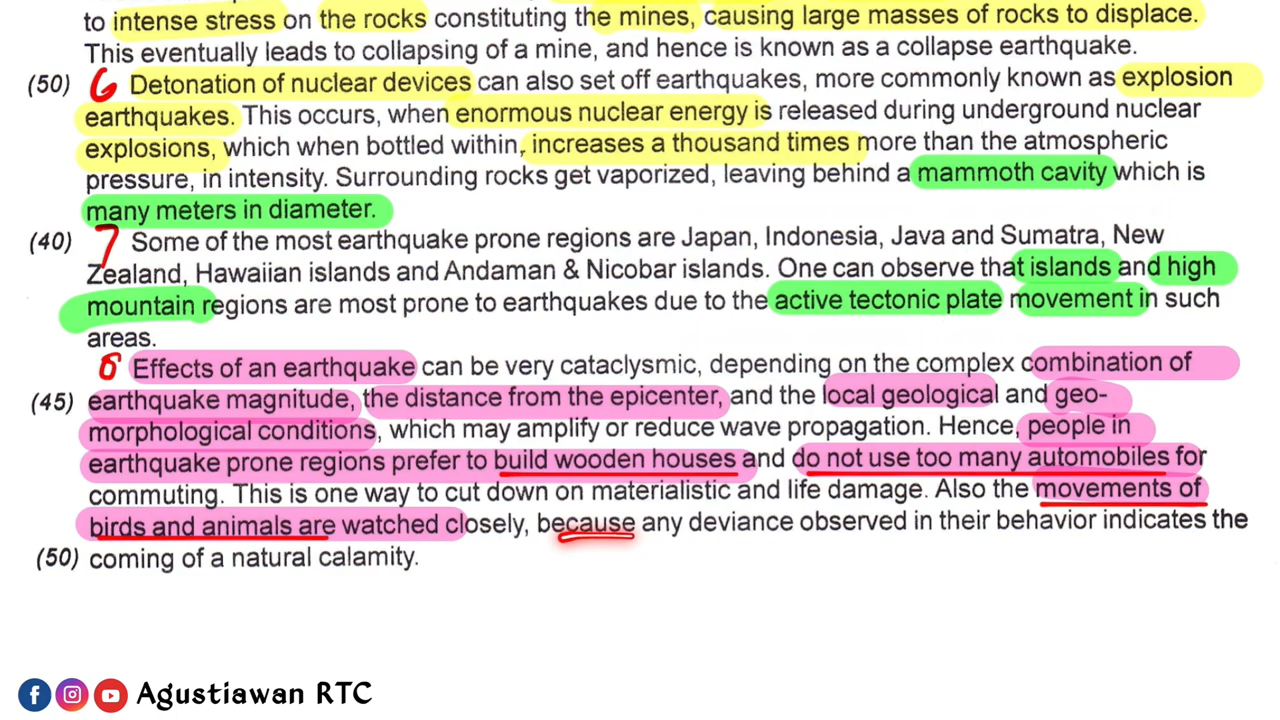 to intense stress on the rocks constituting the mines, causing large masses of rocks to displace.
This eventually leads to collapsing of a mine, and hence is known as a collapse earthquake.
(50) 6 Detonation of nuclear devices can also set off earthquakes, more commonly known as explosion
earthquakes. This occurs, when enormous nuclear energy is released during underground nuclear
explosions, which when bottled within, increases a thousand times more than the atmospheric
pressure, in intensity. Surrounding rocks get vaporized, leaving behind a mammoth cavity which is
many meters in diameter.
(40) 7 Some of the most earthquake prone regions are Japan, Indonesia, Java and Sumatra, New
Zealand, Hawaiian islands and Andaman & Nicobar islands. One can observe that islands and high
mountain regions are most prone to earthquakes due to the active tectonic plate movement in such
areas.
8 Effects of an earthquake can be very cataclysmic, depending on the complex combination of
(45) earthquake magnitude, the distance from the epicenter, and the local geological and geo-
morphological conditions, which may amplify or reduce wave propagation. Hence, people in
earthquake prone regions prefer to build wooden houses and do not use too many automobiles for
commuting. This is one way to cut down on materialistic and life damage. Also the movements of
birds and animals are watched closely, because any deviance observed in their behavior indicates the
(50) coming of a natural calamity.
Agustiawan RTC